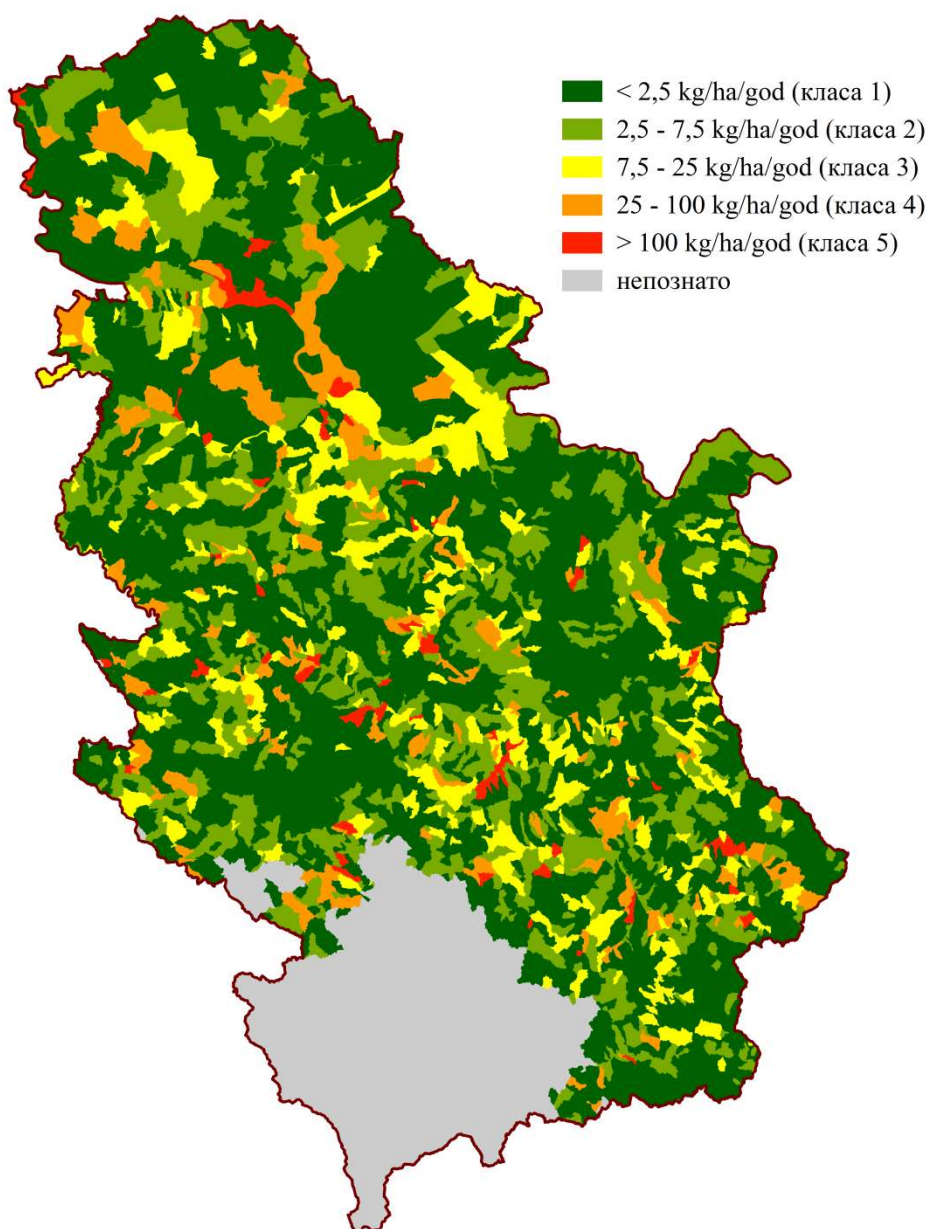 < 2,5 kg/ha/god (класа 1)
2,5 - 7,5 kg/ha/god (класа 2)
7,5 - 25 kg/ha/god (класа 3)
25 - 100 kg/ha/god (класа 4)
> 100 kg/ha/god (класа 5)
непознато